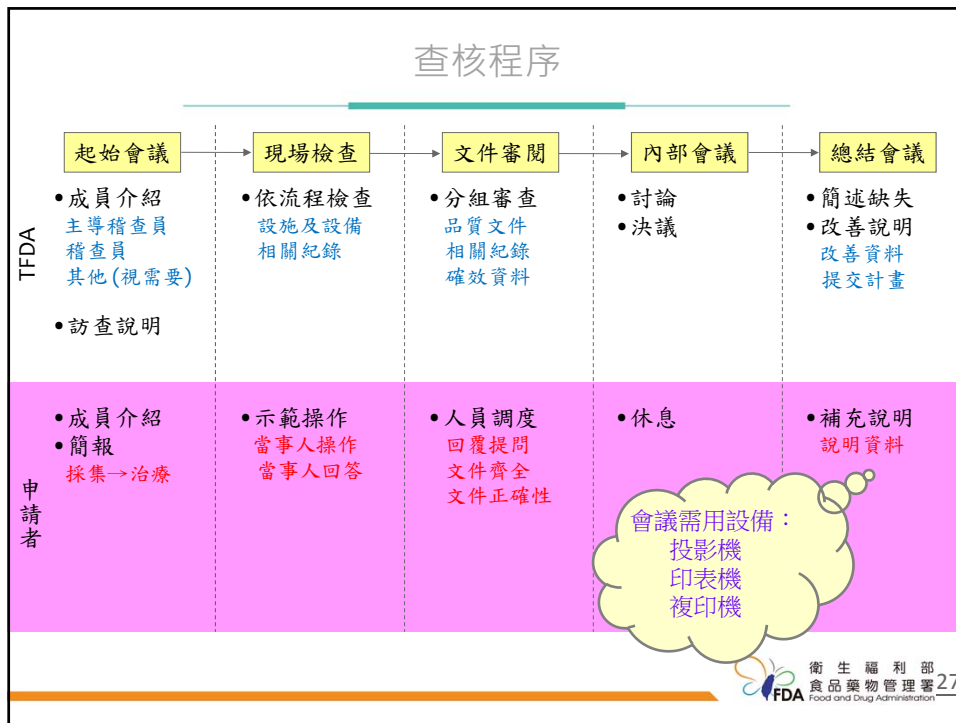 查核程序
起始會議
現場檢查
文件審閱
內部會議
總結會議
TFDA
•成員介紹
主導稽查員
稽查員
其他(視需要)
•訪查說明
•依流程檢查
設施及設備
相關紀錄
•分組審查
品質文件
相關紀錄
確效資料
•討論
•決議
•簡述缺失
•改善說明
改善資料
提交計畫
申請者
•成員介紹
•簡報
採集→治療
•示範操作
當事人操作
當事人回答
•人員調度
回覆提問
文件齊全
文件正確性
•休息
•補充說明
說明資料
會議需用設備：
投影機
印表機
複印機
FDA
衛生福利部
食品藥物管理署
Food and Drug Administration
27